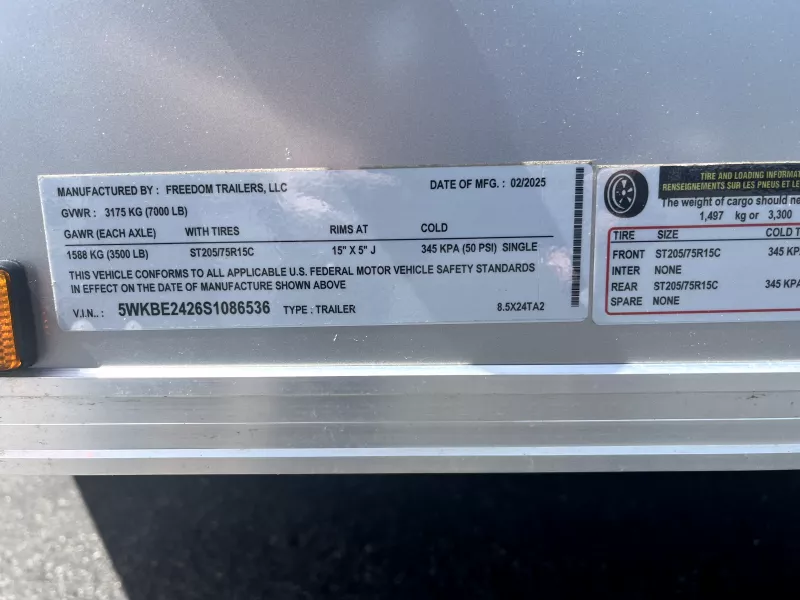 MANUFACTURED BY : FREEDOM TRAILERS, LLC DATE OF MFG. : 02/2025
GVWR : 3175 KG (7000 LB)
GAWR (EACH AXLE) WITH TIRES RIMS AT COLD
1588 KG (3500 LB) ST205/75R15C 15" X 5" J 345 KPA (50 PSI) SINGLE
THIS VEHICLE CONFORMS TO ALL APPLICABLE U.S. FEDERAL MOTOR VEHICLE SAFETY STANDARDS
IN EFFECT ON THE DATE OF MANUFACTURE SHOWN ABOVE
V.I.N.: 5WKBE2426S1086536 TYPE : TRAILER 8.5X24TA2
TIRE AND LOADING INFORMAT
RENSEIGNEMENTS SUR LES PNEUS ET LE
The weight of cargo should ne
1,497 kg or 3,300
TIRE SIZE COLD T
FRONT ST205/75R15C 345 KPA
INTER NONE
REAR ST205/75R15C 345 KPA
SPARE NONE